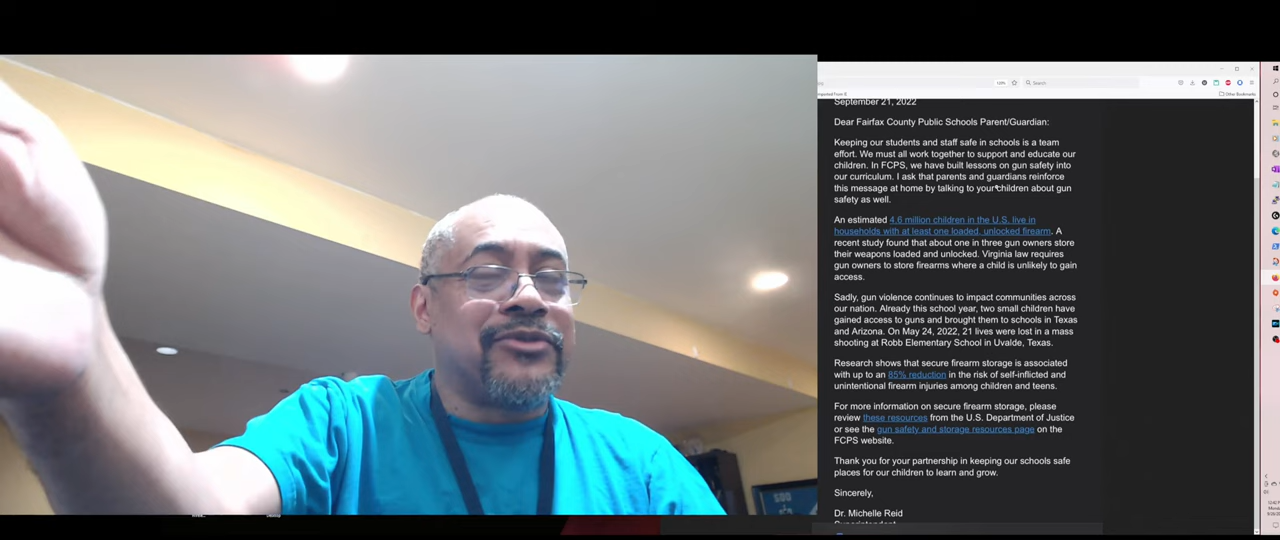 Search
Other Bookmarks
September 21, 2022
Dear Fairfax County Public Schools Parent/Guardian:
Keeping our students and staff safe in schools is a team
effort. We must all work together to support and educate our
children. In FCPS, we have built lessons on gun safety into
our curriculum. I ask that parents and guardians reinforce
this message at home by talking to your children about gun
safety as well.
An estimated 4.6 million children in the U.S. live in
households with at least one loaded, unlocked firearm. A
recent study found that about one in three gun owners store
their weapons loaded and unlocked. Virginia law requires
gun owners to store firearms where a child is unlikely to gain
access.
Sadly, gun violence continues to impact communities across
our nation. Already this school year, two small children have
gained access to guns and brought them to schools in Texas
and Arizona. On May 24, 2022, 21 lives were lost in a mass
shooting at Robb Elementary School in Uvalde, Texas.
Research shows that secure firearm storage is associated
with up to an 85% reduction in the risk of self-inflicted and
unintentional firearm injuries among children and teens.
For more information on secure firearm storage, please
review these resources from the U.S. Department of Justice
or see the gun safety and storage resources page on the
FCPS website.
Thank you for your partnership in keeping our schools safe
places for our children to learn and grow.
Sincerely,
Dr. Michelle Reid
Superintendent